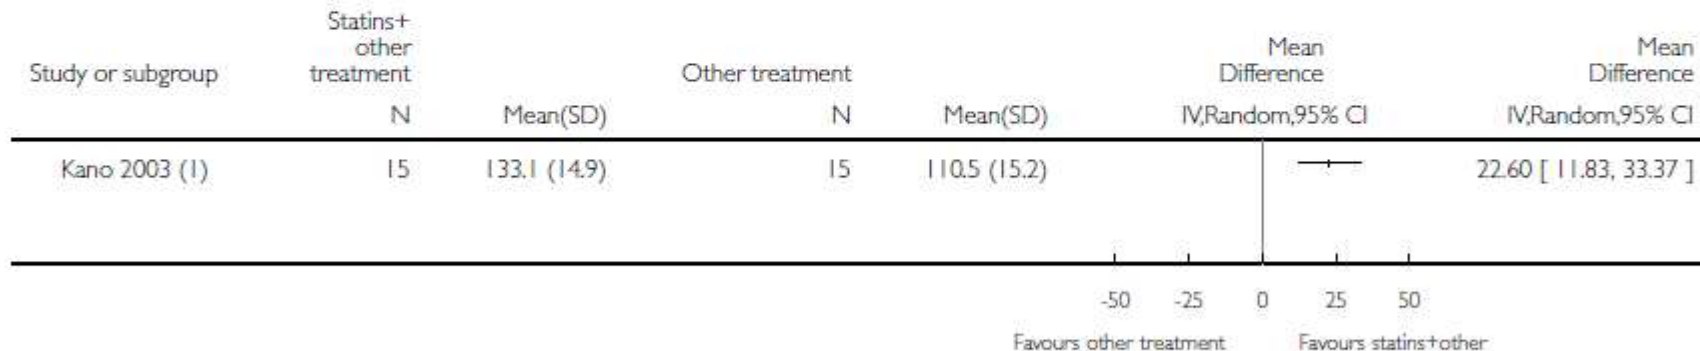 Study or subgroup Statins+ other treatment Other treatment Mean Difference Mean Difference
N Mean(SD) N Mean(SD) IV,Random,95% CI IV,Random,95% CI
Kano 2003 (1) 15 133.1 (14.9) 15 110.5 (15.2) 22.60 [ 11.83, 33.37 ]
-50 -25 0 25 50
Favours other treatment Favours statins+other